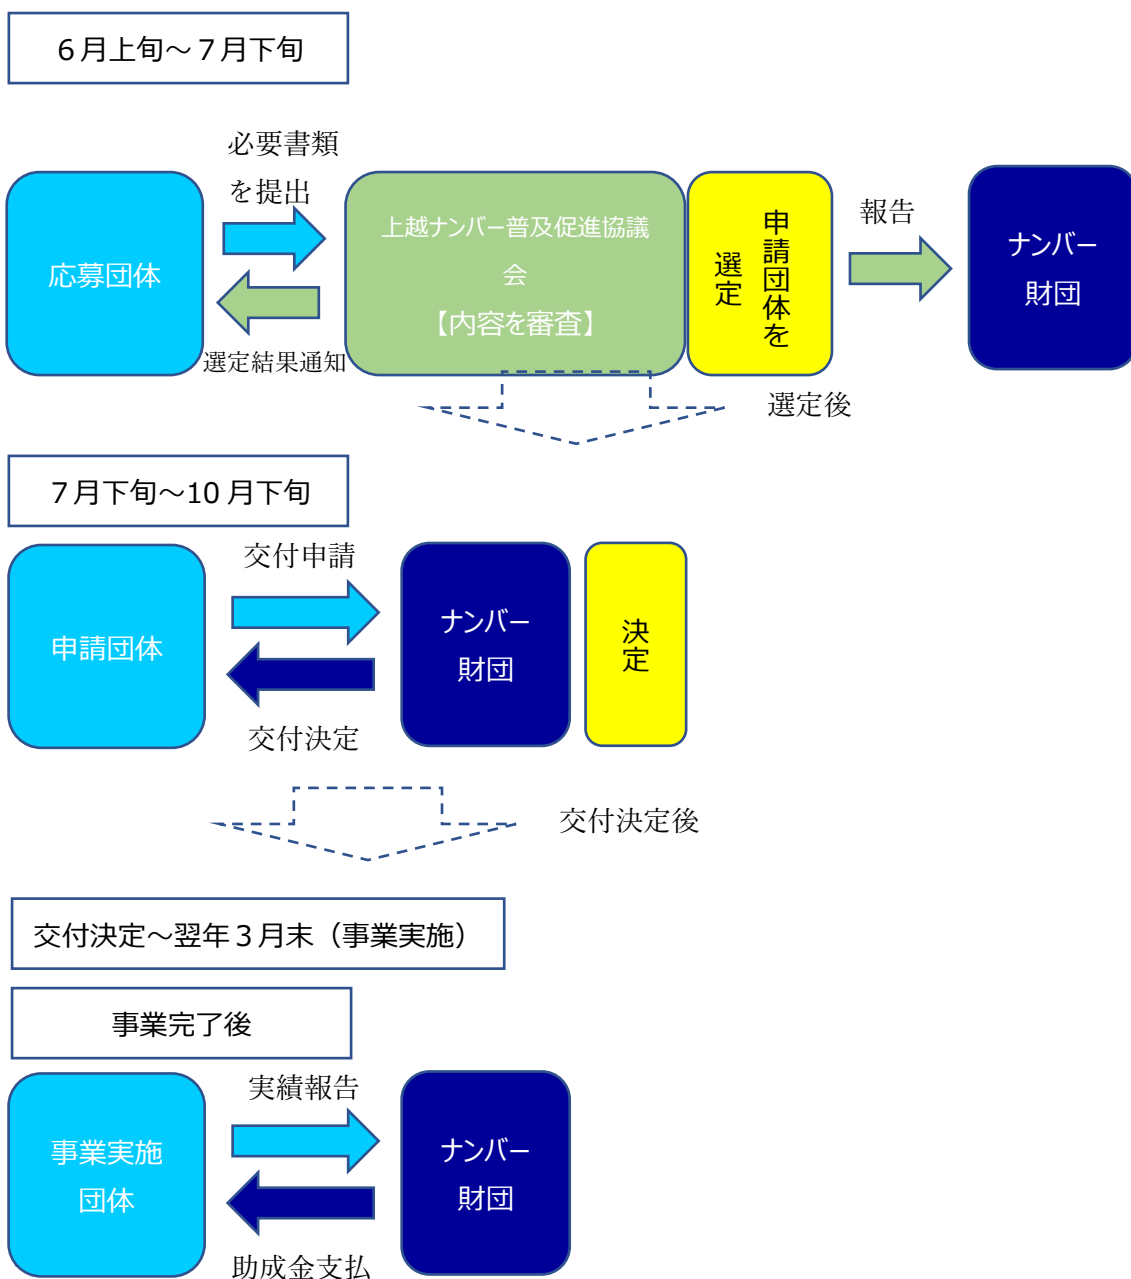 ６月上旬～７月下旬
必要書類
を提出
応募団体
選定結果通知
上越ナンバー普及促進協議
会
【内容を審査】
申請団体を
選定
報告
ナンバー
財団
選定後
７月下旬～10 月下旬
交付申請
申請団体
交付決定
ナンバー
財団
決定
交付決定後
交付決定～翌年３月末（事業実施）
事業完了後
実績報告
事業実施
団体
助成金支払
ナンバー
財団